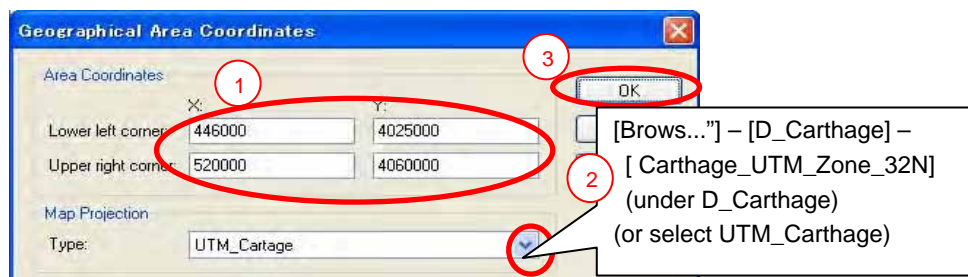 Geographical Area Coordinates
Area Coordinates
1
3
X:
Y:
OK
Lower left corner:
446000
4025000
Upper right corner:
520000
4060000
[Brows..."] – [D_Carthage] –
[ Carthage_UTM_Zone_32N]
(under D_Carthage)
(or select UTM_Carthage)
2
Map Projection
Type:
UTM_Cartage